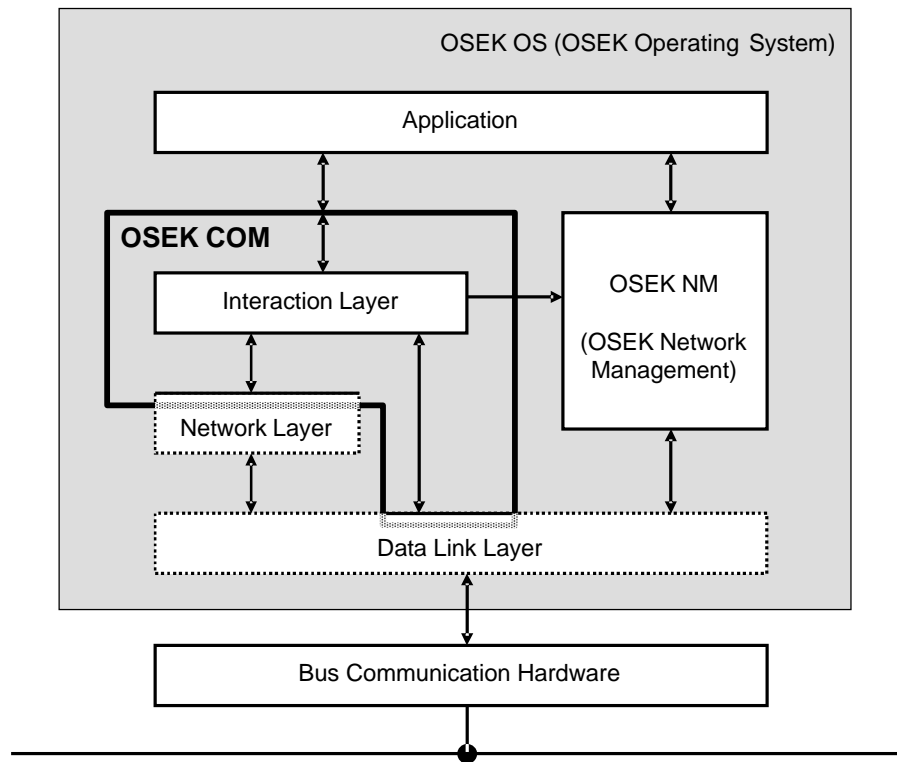 OSEK OS (OSEK Operating System)
Application
OSEK COM
Interaction Layer
OSEK NM
(OSEK Network
Management)
Network Layer
Data Link Layer
Bus Communication Hardware